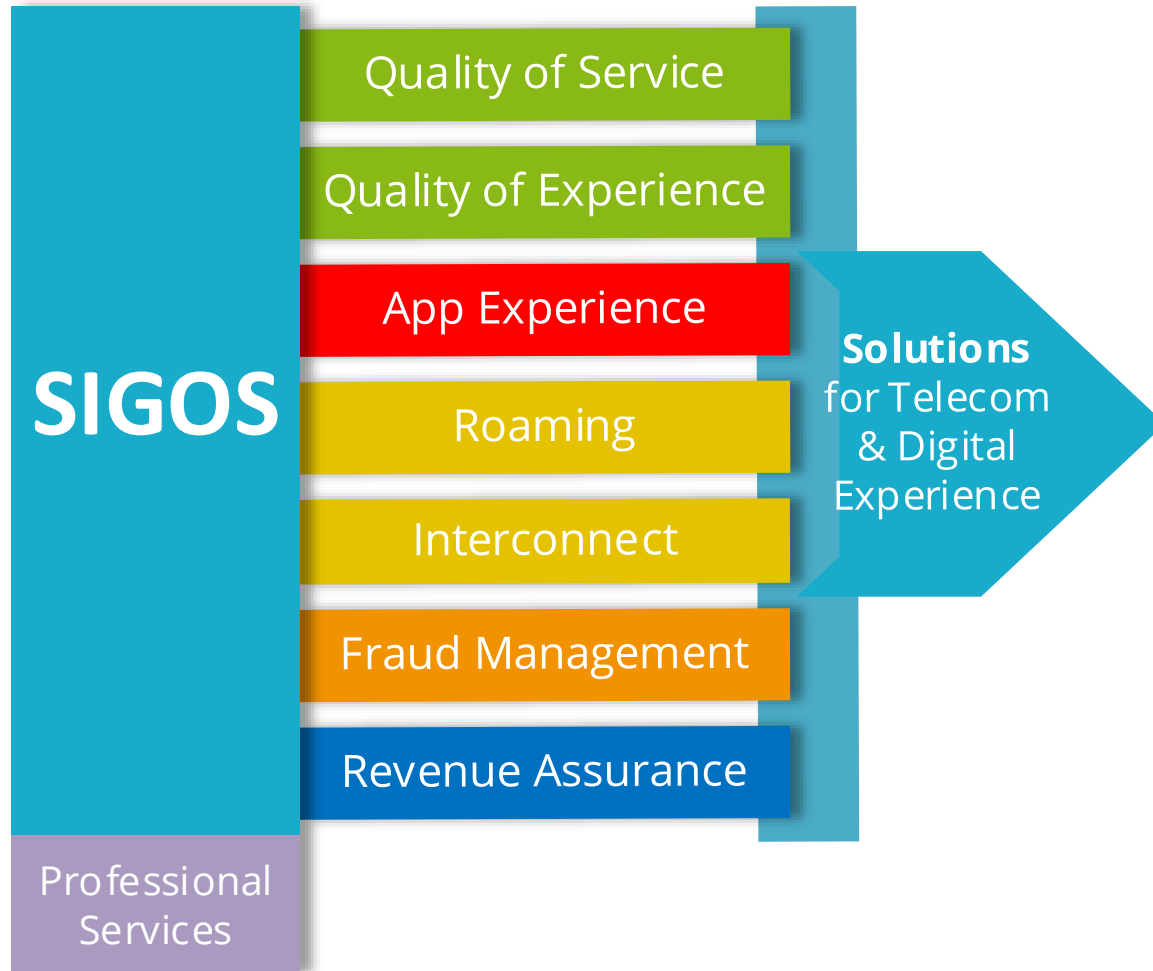 SIGOS
Quality of Service
Quality of Experience
App Experience
Roaming
Interconnect
Fraud Management
Revenue Assurance
Solutions
for Telecom
& Digital
Experience
Professional
Services